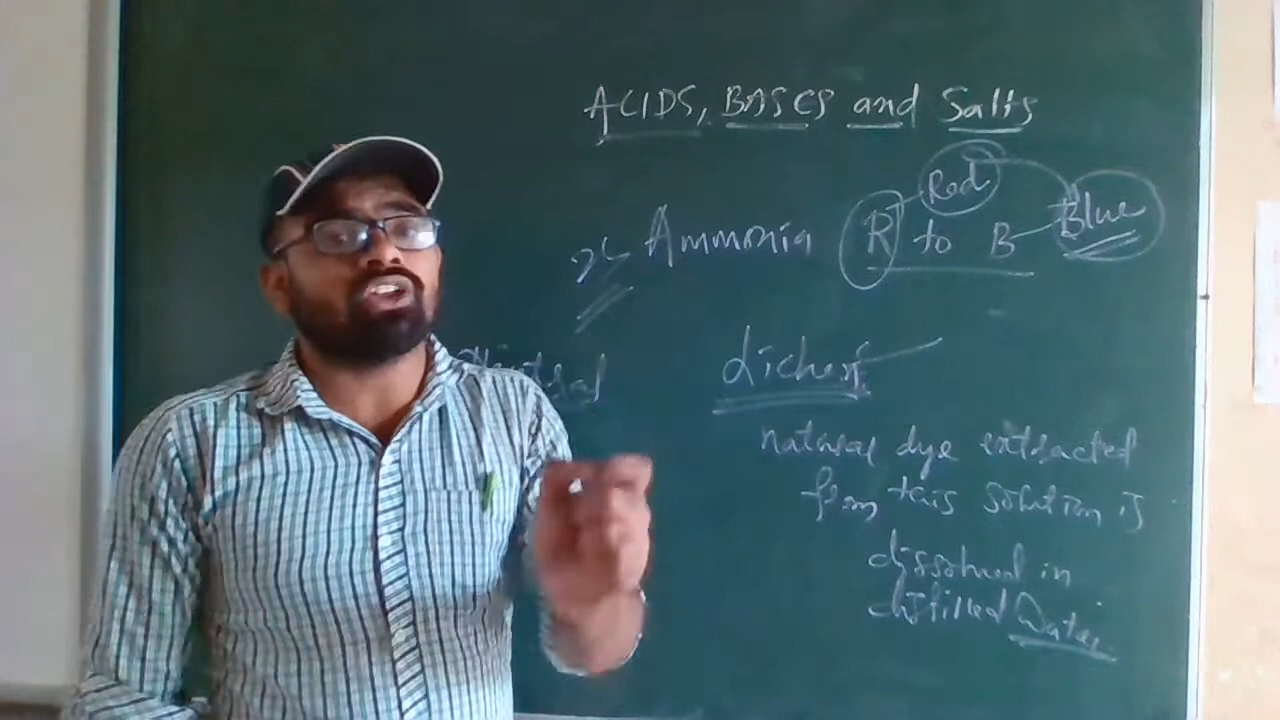 ACIDS, BASES and Salts
Red
Ammonia R to B Blue
Lichen
natural dye extracted
from this solution is
dissolved in
distilled Water